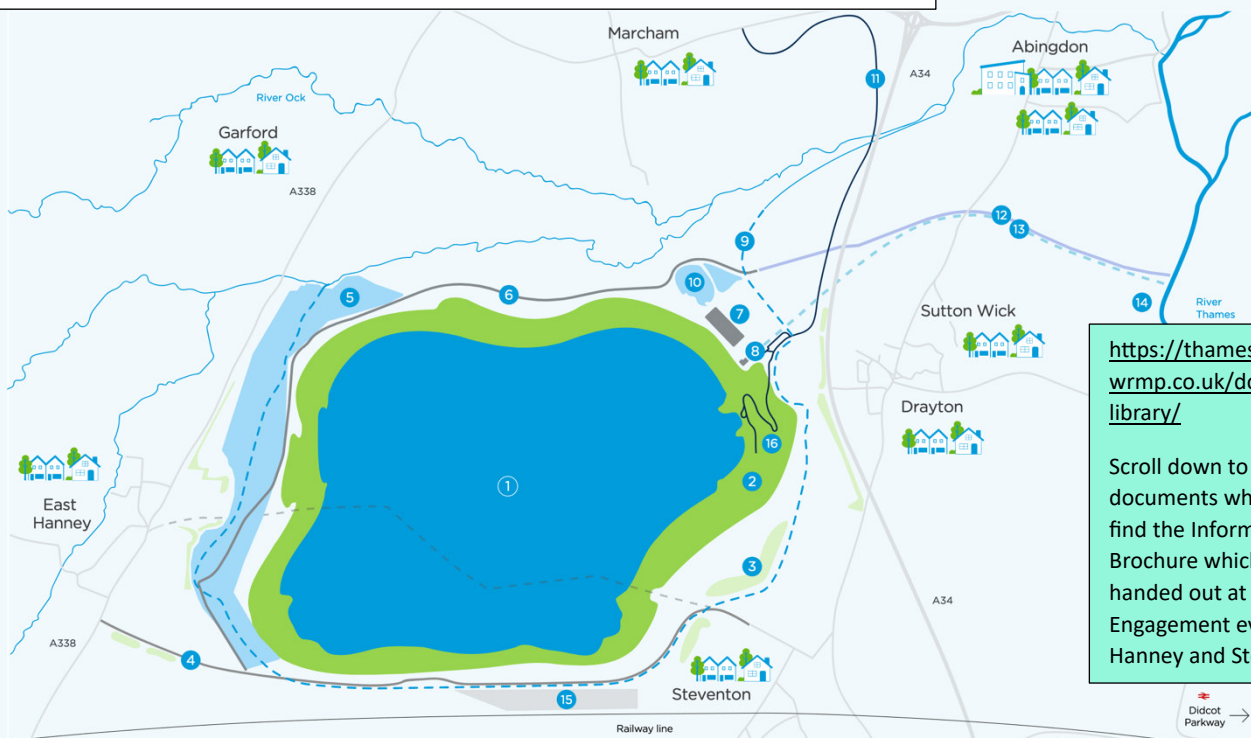 Marcham
Abingdon
A34
11
River Ock
Garford
A338
12
13
9
10
5
6
7
8
14
River
Thames
Sutton Wick
https://thames
wrmp.co.uk/do
library/
Drayton
16
1
2
East
Hanney
3
Scroll down to
documents wh
find the Inform
Brochure which
handed out at
Engagement ev
Hanney and St
A34
A338
4
Steventon
15
Railway line
Didcot
Parkway